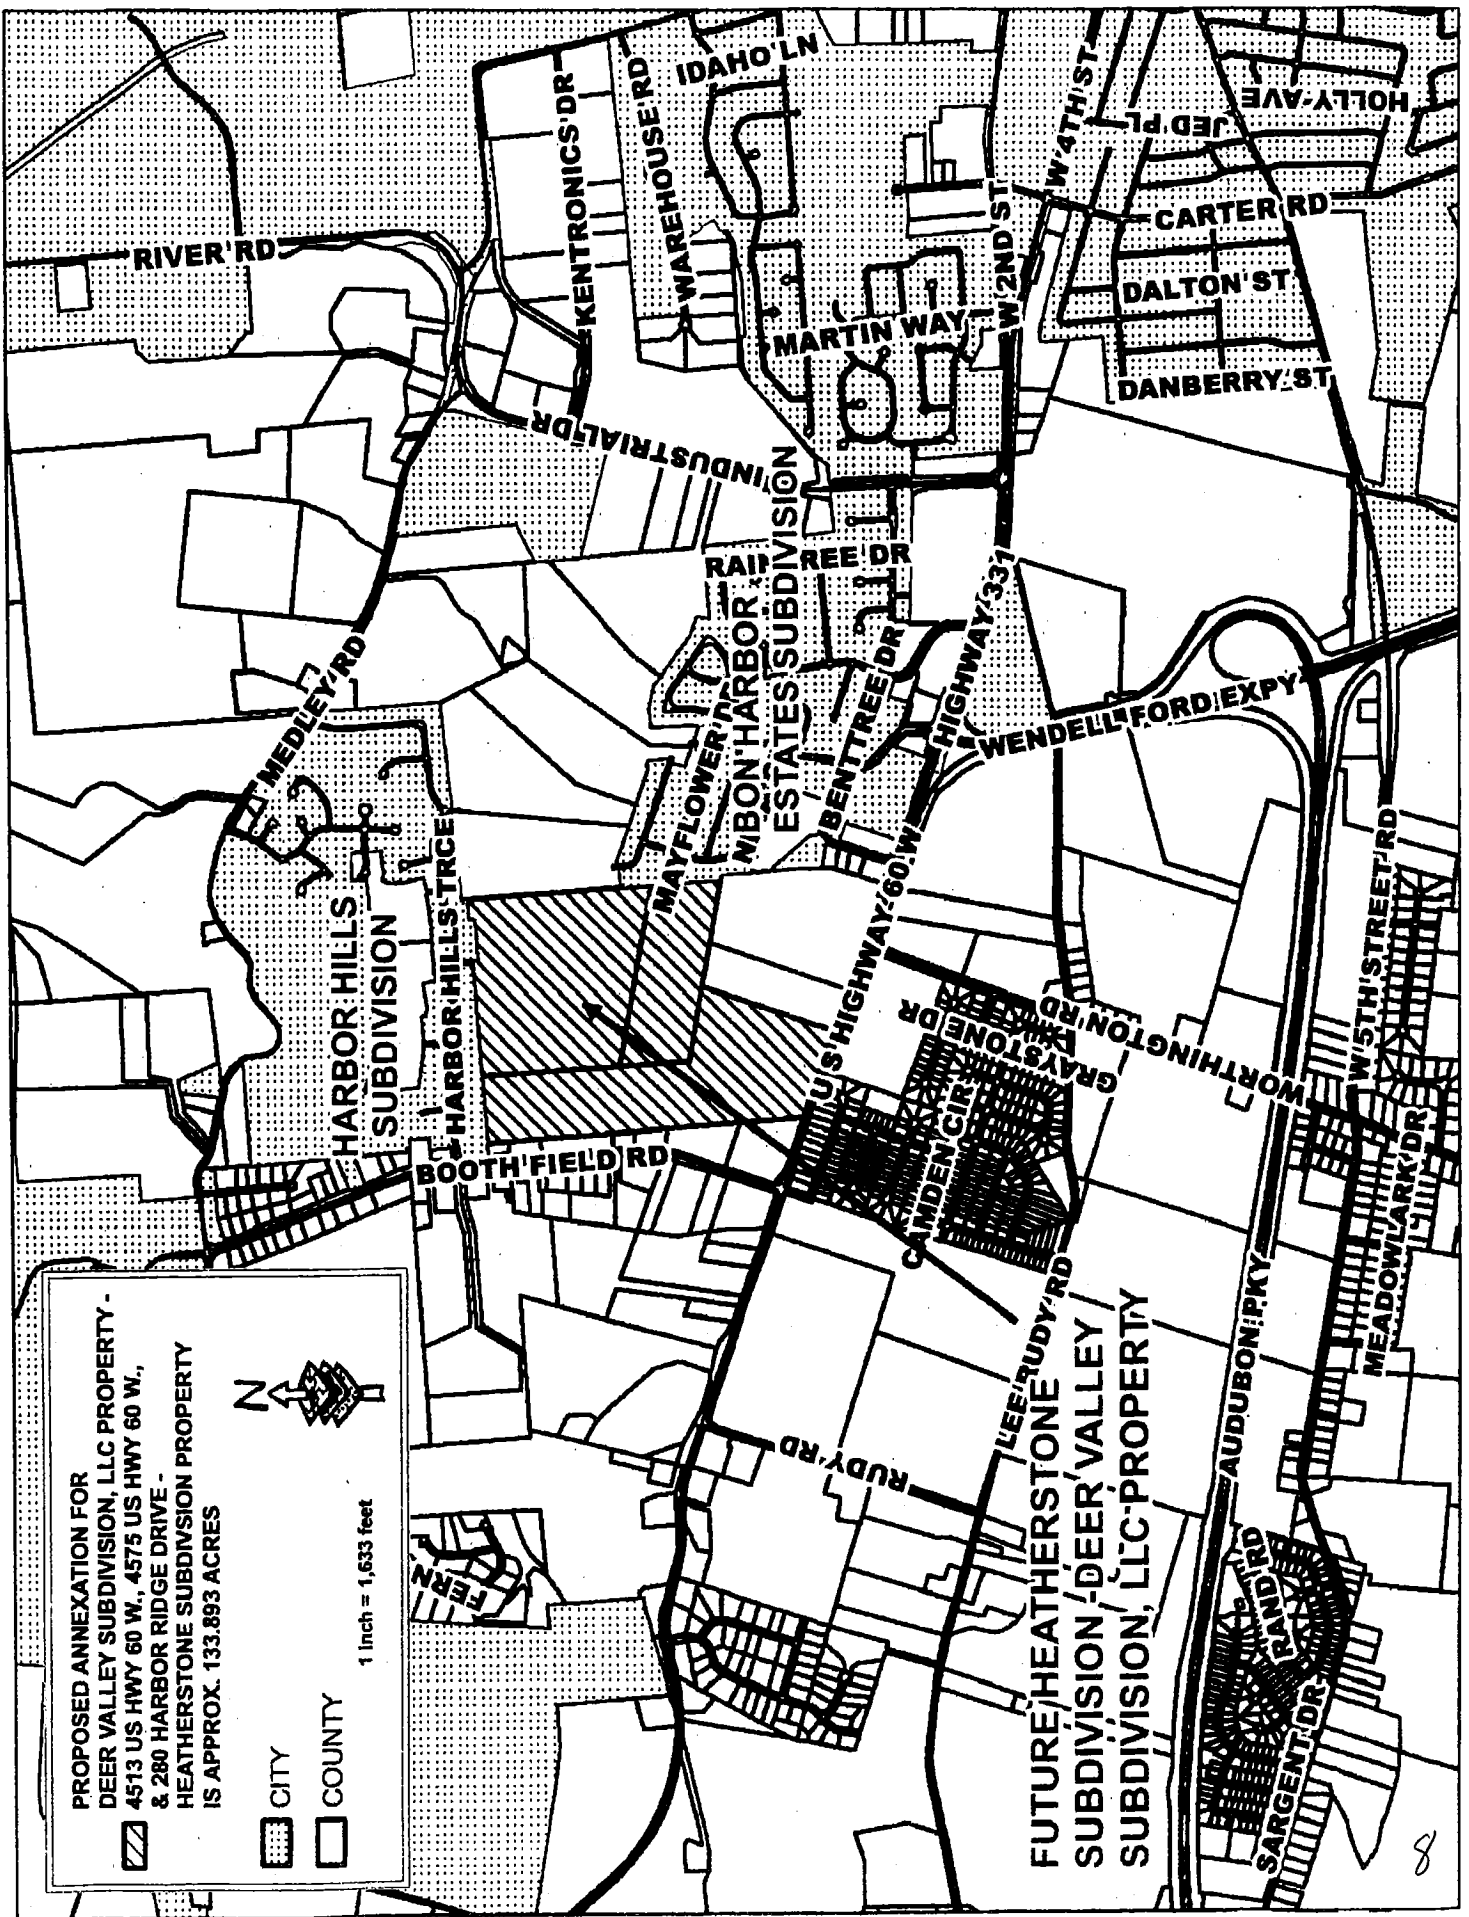 PROPOSED ANNEXATION FOR
DEER VALLEY SUBDIVISION, LLC PROPERTY -
4513 US HWY 60 W., 4575 US HWY 60 W.,
& 280 HARBOR RIDGE DRIVE -
HEATHERSTONE SUBDIVSION PROPERTY
IS APPROX. 133.893 ACRES
CITY
COUNTY
1 inch = 1,633 feet
N
RIVER RD
KENTRONICS DR
WAREHOUSE RD
IDAHO LN
W 4TH ST
JED PL
HOLLY AVE
CARTER RD
W 2ND ST
DALTON ST
MARTIN WAY
DANBERRY ST
INDUSTRIAL DR
MEDLEY RD
HARBOR HILLS
SUBDIVISION
HARBOR HILLS TRCE
MAYFLOWER
NIBON HARBOR
ESTATES SUBDIVISION
BENTTREE DR
HIGHWAY 331
WENDELL FORD EXPY
US HIGHWAY 60 W
W 5TH STREET RD
WORTHINGTON RD
GRAYSTONE DR
CAMDEN CIR
BOOTH FIELD RD
MEADOWLARK DR
AUDUBON PKY
LEE RUDY RD
RUDY RD
TERN
FUTURE HEATHERSTONE
SUBDIVISION - DEER VALLEY
SUBDIVISION, LLC PROPERTY
RAND RD
SARGENT DR
8